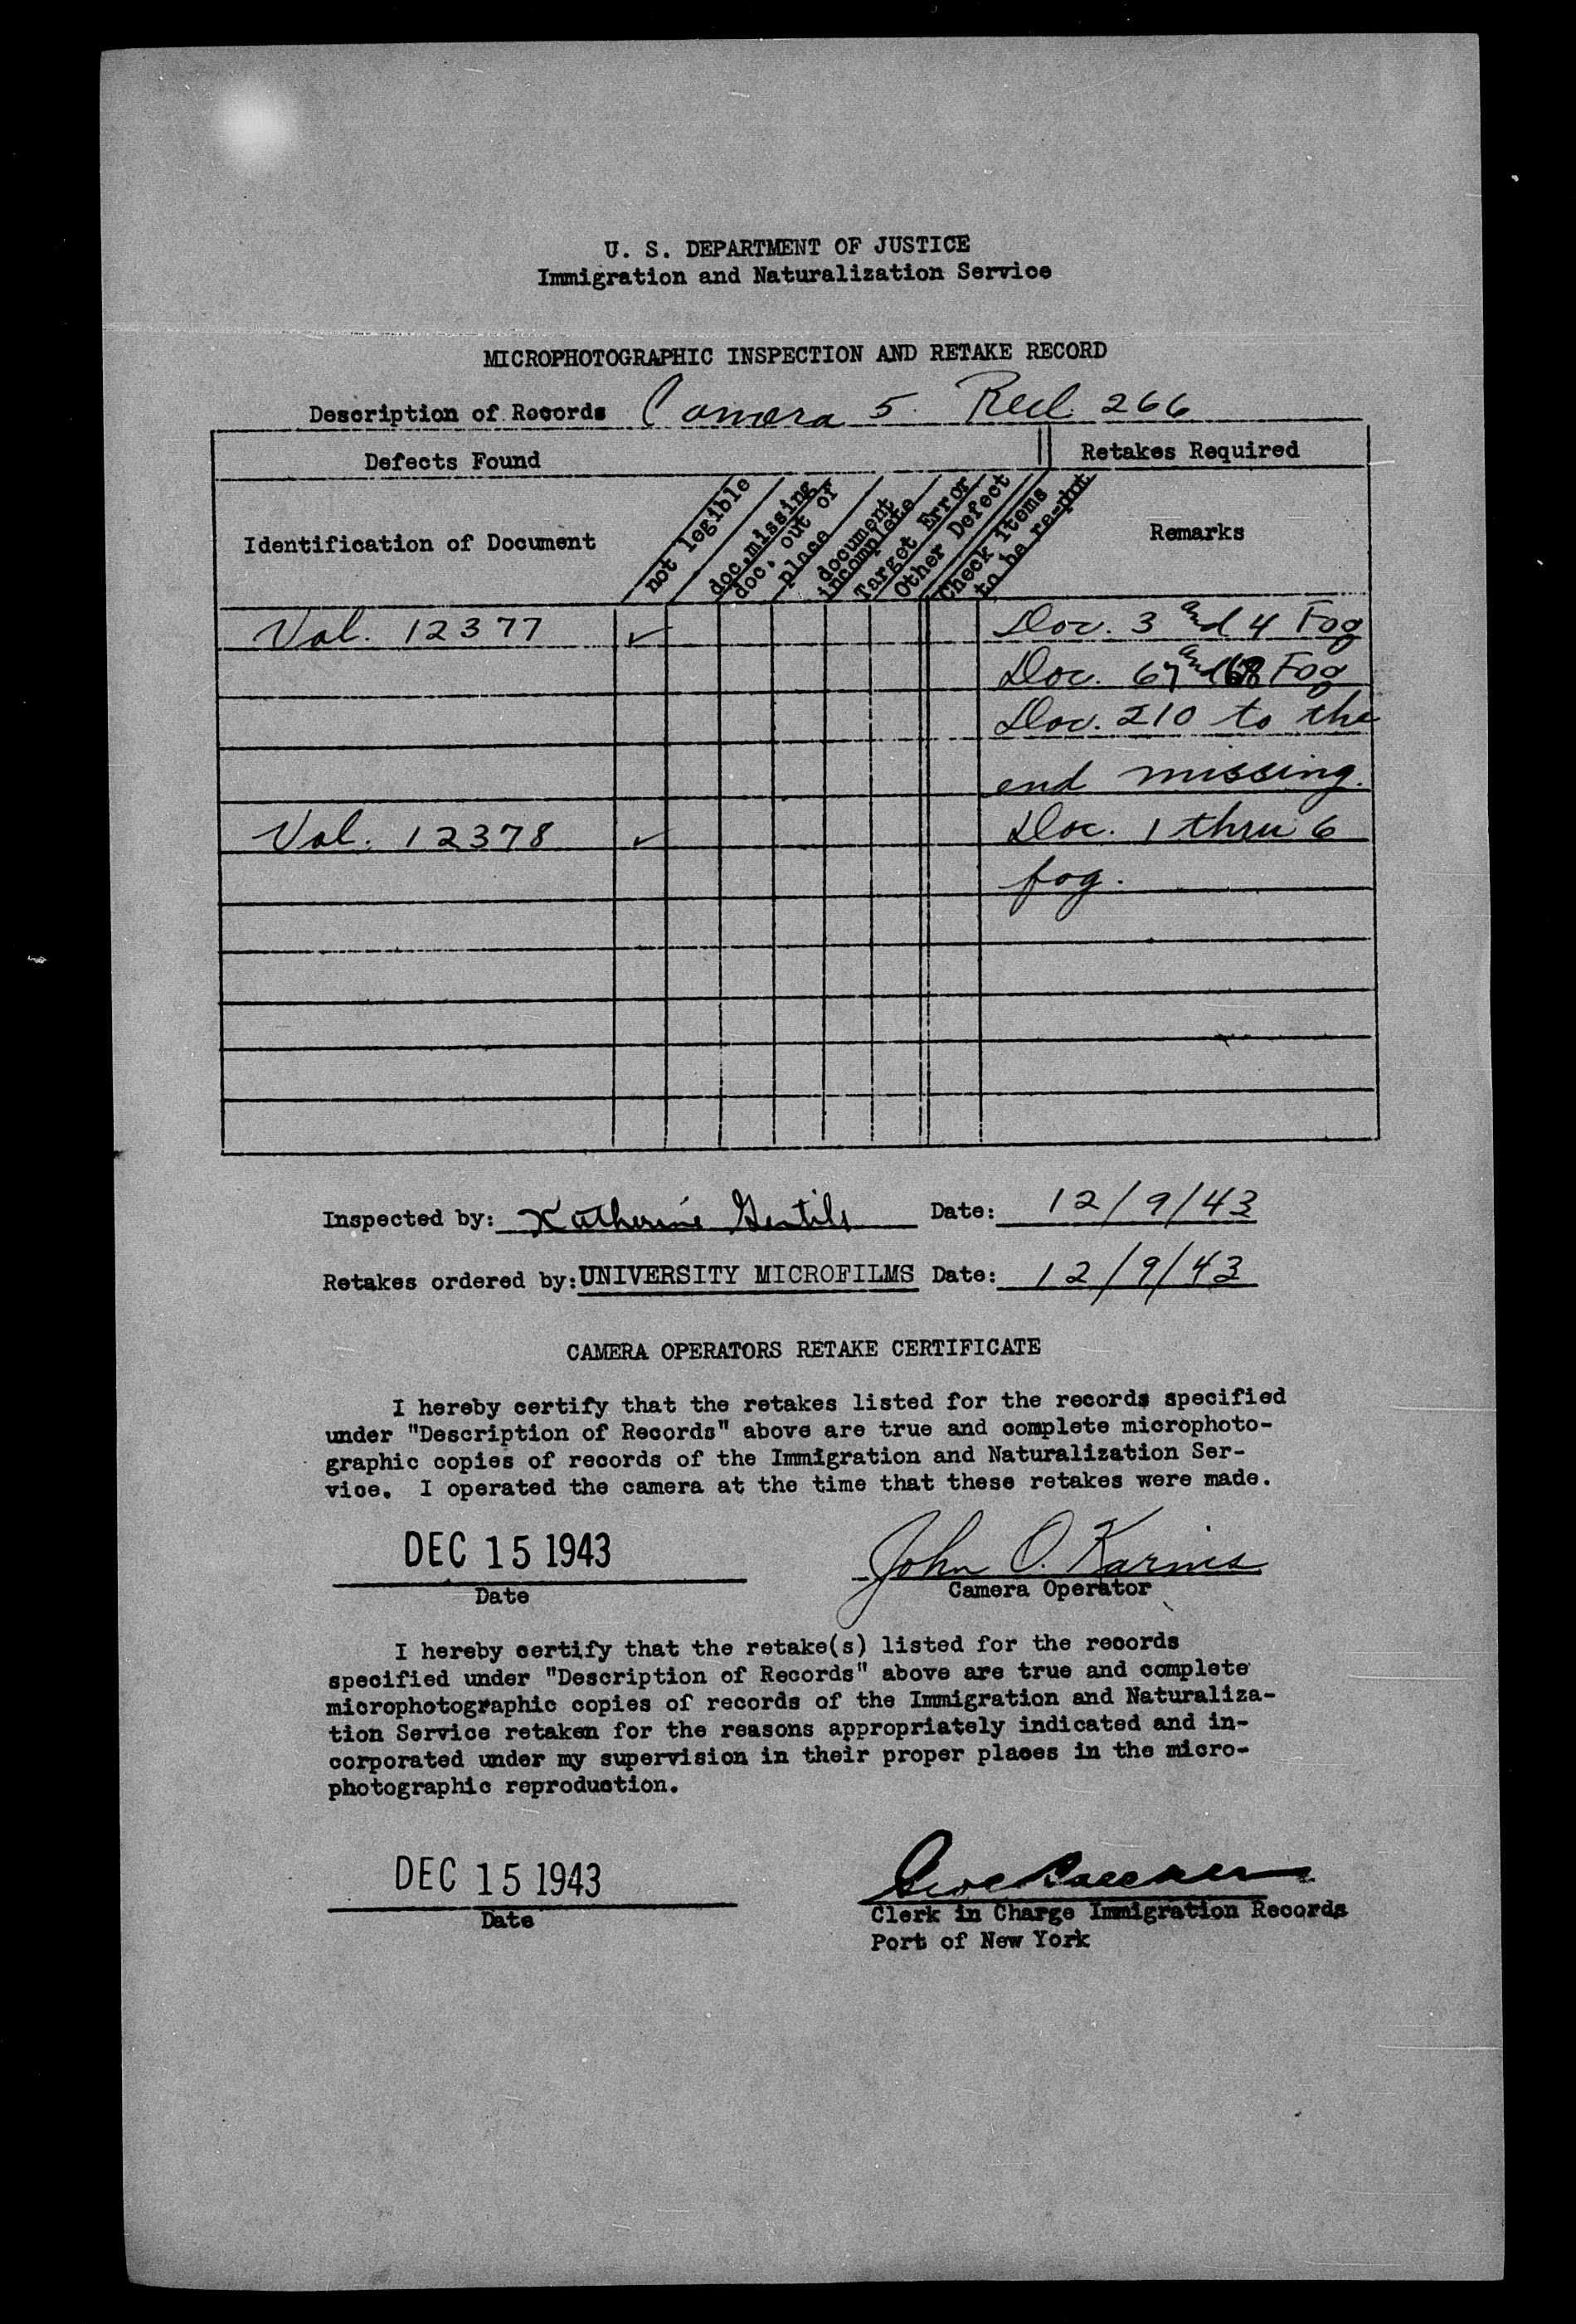 U. S. DEPARTMENT OF JUSTICE
Immigration and Naturalization Service
MICROPHOTOGRAPHIC INSPECTION AND RETAKE RECORD
Description of Records Camera 5. Reel 266
Defects Found
Retakes Required
Identification of Document
not legible
doc. missing
doc. out of
place
document
incomplete
Target Error
Other Defect
Check items
to be re-pht
Remarks
Vol. 12377 ✓ Doc. 3 and 4 Fog
Doc. 67 and 68 Fog
Doc. 210 to the
end missing.
Vol. 12378 ✓ Doc. 1 thru 6
fog.
Inspected by: Katherine Gentile Date: 12/9/43
Retakes ordered by: UNIVERSITY MICROFILMS Date: 12/9/43
CAMERA OPERATORS RETAKE CERTIFICATE
I hereby certify that the retakes listed for the records specified
under "Description of Records" above are true and complete microphoto-
graphic copies of records of the Immigration and Naturalization Ser-
vice. I operated the camera at the time that these retakes were made.
DEC 15 1943 John O. Karins
Date Camera Operator
I hereby certify that the retake(s) listed for the records
specified under "Description of Records" above are true and complete
microphotographic copies of records of the Immigration and Naturaliza-
tion Service retaken for the reasons appropriately indicated and in-
corporated under my supervision in their proper places in the micro-
photographic reproduction.
DEC 15 1943
Date
Clerk in Charge Immigration Records
Port of New York